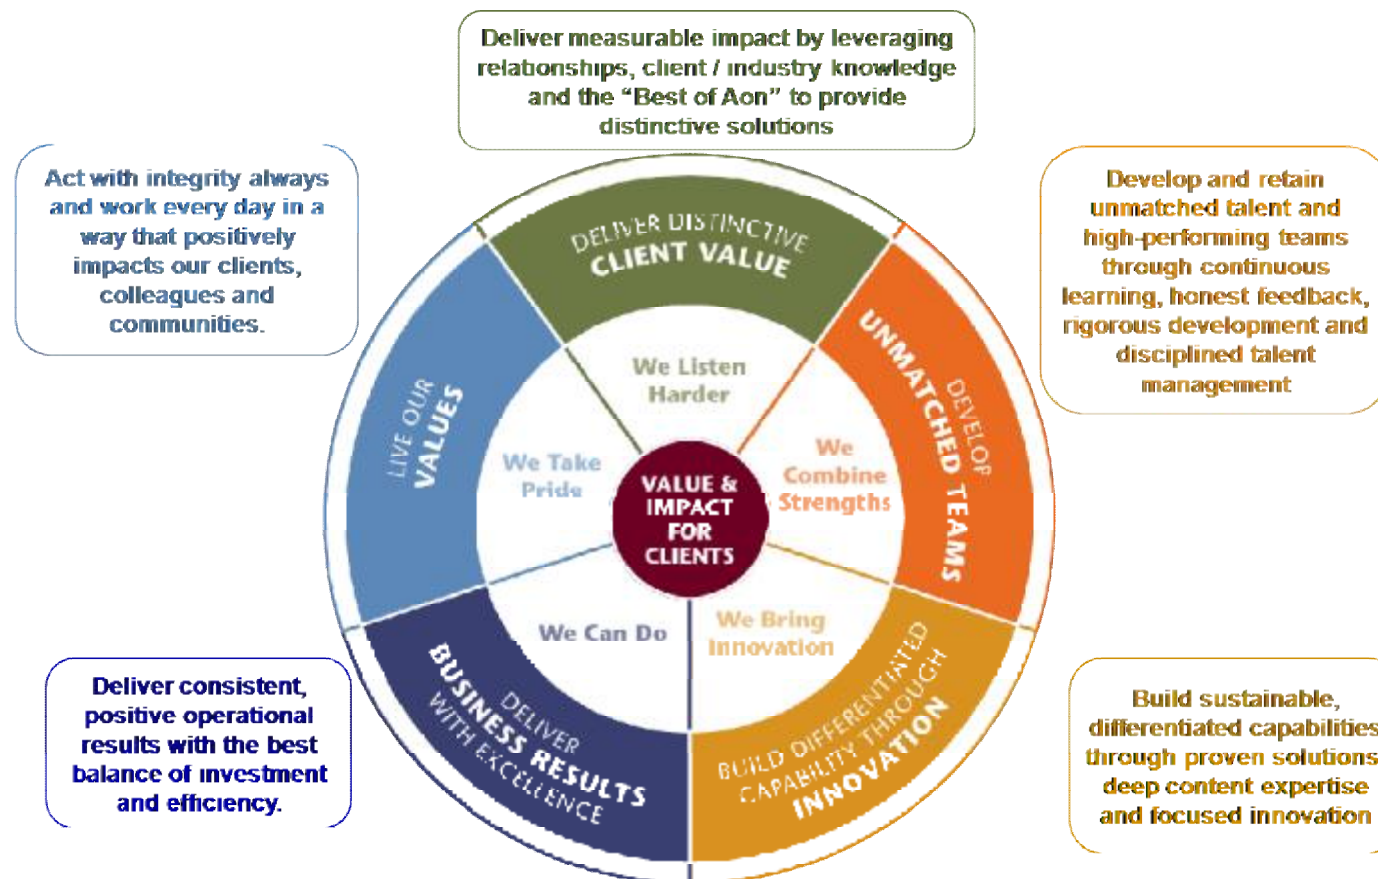 Deliver measurable impact by leveraging
relationships, client / industry knowledge
and the “Best of Aon” to provide
distinctive solutions
Act with integrity always
and work every day in a
way that positively
impacts our clients,
colleagues and
communities.
Develop and retain
unmatched talent and
high-performing teams
through continuous
learning, honest feedback,
rigorous development and
disciplined talent
management
DELIVER DISTINCTIVE
CLIENT VALUE
We Listen
Harder
LIVE OUR
VALUES
We Take
Pride
DEVELOP
UNMATCHED TEAMS
We
Combine
Strengths
VALUE &
IMPACT
FOR
CLIENTS
We Can Do
We Bring
Innovation
DELIVER
BUSINESS RESULTS
WITH EXCELLENCE
BUILD DIFFERENTIATED
CAPABILITY THROUGH
INNOVATION
Deliver consistent,
positive operational
results with the best
balance of investment
and efficiency.
Build sustainable,
differentiated capabilities
through proven solutions
deep content expertise
and focused innovation